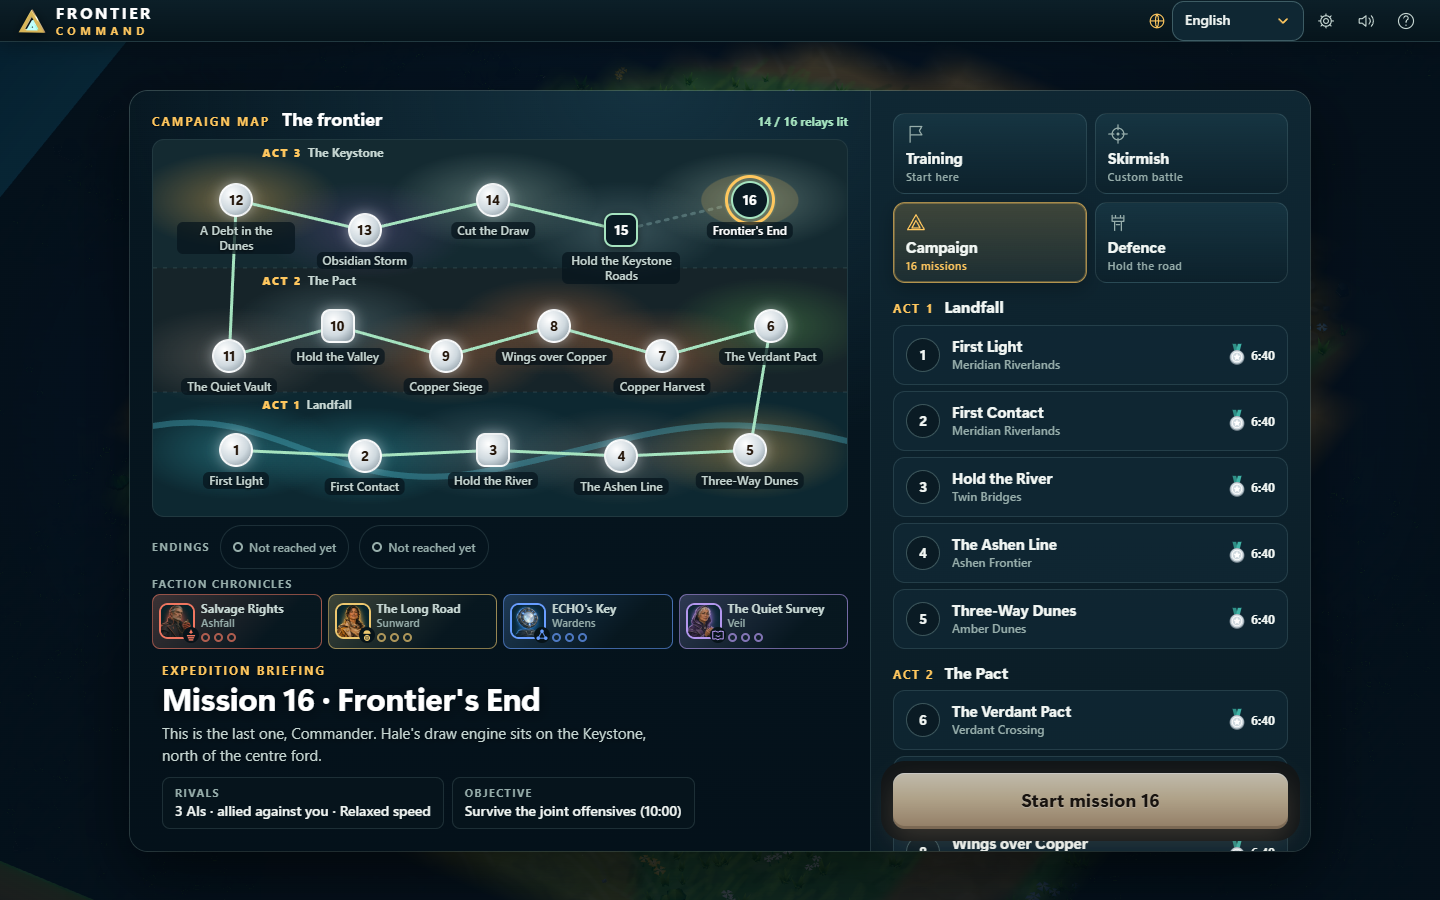 FRONTIER
COMMAND
English
CAMPAIGN MAP The frontier
14 / 16 relays lit
ACT 3 The Keystone
12
A Debt in the
Dunes
13
Obsidian Storm
14
Cut the Draw
15
Hold the Keystone
Roads
16
Frontier's End
ACT 2 The Pact
11
The Quiet Vault
10
Hold the Valley
9
Copper Siege
8
Wings over Copper
7
Copper Harvest
6
The Verdant Pact
ACT 1 Landfall
1
First Light
2
First Contact
3
Hold the River
4
The Ashen Line
5
Three-Way Dunes
ENDINGS
Not reached yet
Not reached yet
FACTION CHRONICLES
Salvage Rights
Ashfall
The Long Road
Sunward
ECHO's Key
Wardens
The Quiet Survey
Veil
EXPEDITION BRIEFING
Mission 16 · Frontier's End
This is the last one, Commander. Hale's draw engine sits on the Keystone,
north of the centre ford.
RIVALS
3 AIs · allied against you · Relaxed speed
OBJECTIVE
Survive the joint offensives (10:00)
Training
Start here
Skirmish
Custom battle
Campaign
16 missions
Defence
Hold the road
ACT 1 Landfall
1
First Light
Meridian Riverlands
6:40
2
First Contact
Meridian Riverlands
6:40
3
Hold the River
Twin Bridges
6:40
4
The Ashen Line
Ashen Frontier
6:40
5
Three-Way Dunes
Amber Dunes
6:40
ACT 2 The Pact
6
The Verdant Pact
Verdant Crossing
6:40
Start mission 16
Wings over Copper